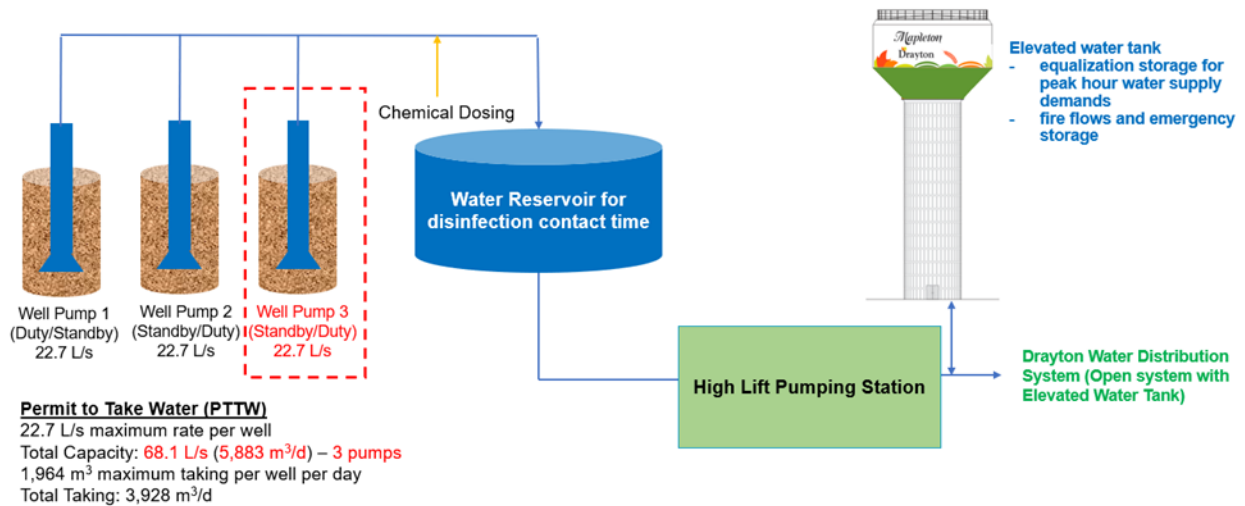 Mapleton
Drayton
Elevated water tank
- equalization storage for
peak hour water supply
demands
- fire flows and emergency
storage
Chemical Dosing
Water Reservoir for
disinfection contact time
Well Pump 1
(Duty/Standby)
22.7 L/s
Well Pump 2
(Standby/Duty)
22.7 L/s
Well Pump 3
(Standby/Duty)
22.7 L/s
High Lift Pumping Station
Drayton Water Distribution
System (Open system with
Elevated Water Tank)
Permit to Take Water (PTTW)
22.7 L/s maximum rate per well
Total Capacity: 68.1 L/s (5,883 m³/d) – 3 pumps
1,964 m³ maximum taking per well per day
Total Taking: 3,928 m³/d